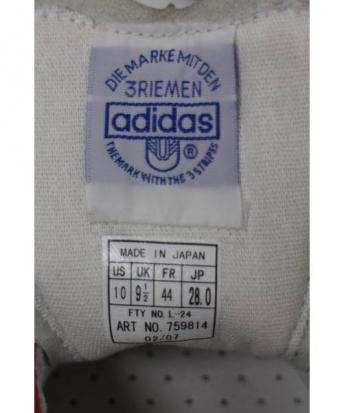 DIE MARKE MIT DEN
3RIEMEN
adidas
®
THE MARK WITH THE 3 STRIPES
MADE IN JAPAN
US UK FR JP
10 9½ 44 28.0
FTY NO. L-24
ART NO. 759814
02/07